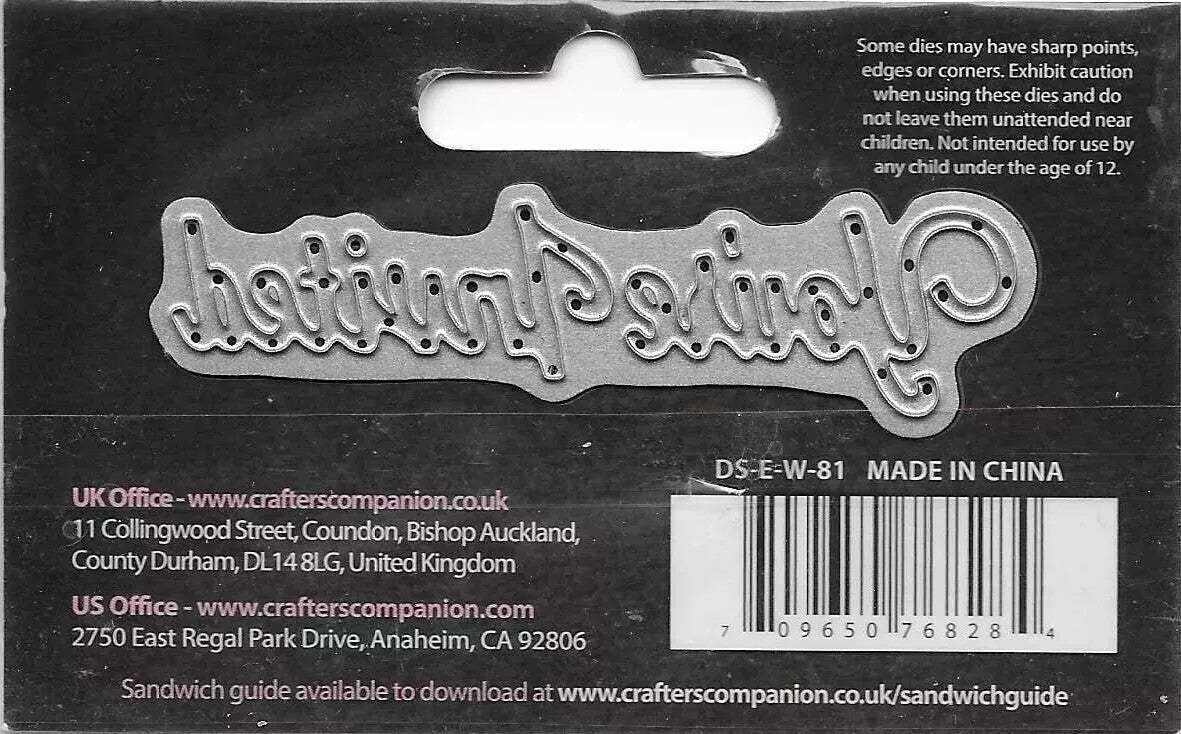 Some dies may have sharp points,
edges or corners. Exhibit caution
when using these dies and do
not leave them unattended near
children. Not intended for use by
any child under the age of 12.
You're Invited
DS-E-W-81 MADE IN CHINA
UK Office - www.crafterscompanion.co.uk
11 Collingwood Street, Coundon, Bishop Auckland,
County Durham, DL14 8LG, United Kingdom
US Office - www.crafterscompanion.com
2750 East Regal Park Drive, Anaheim, CA 92806
7 09650 76828 4
Sandwich guide available to download at www.crafterscompanion.co.uk/sandwichguide